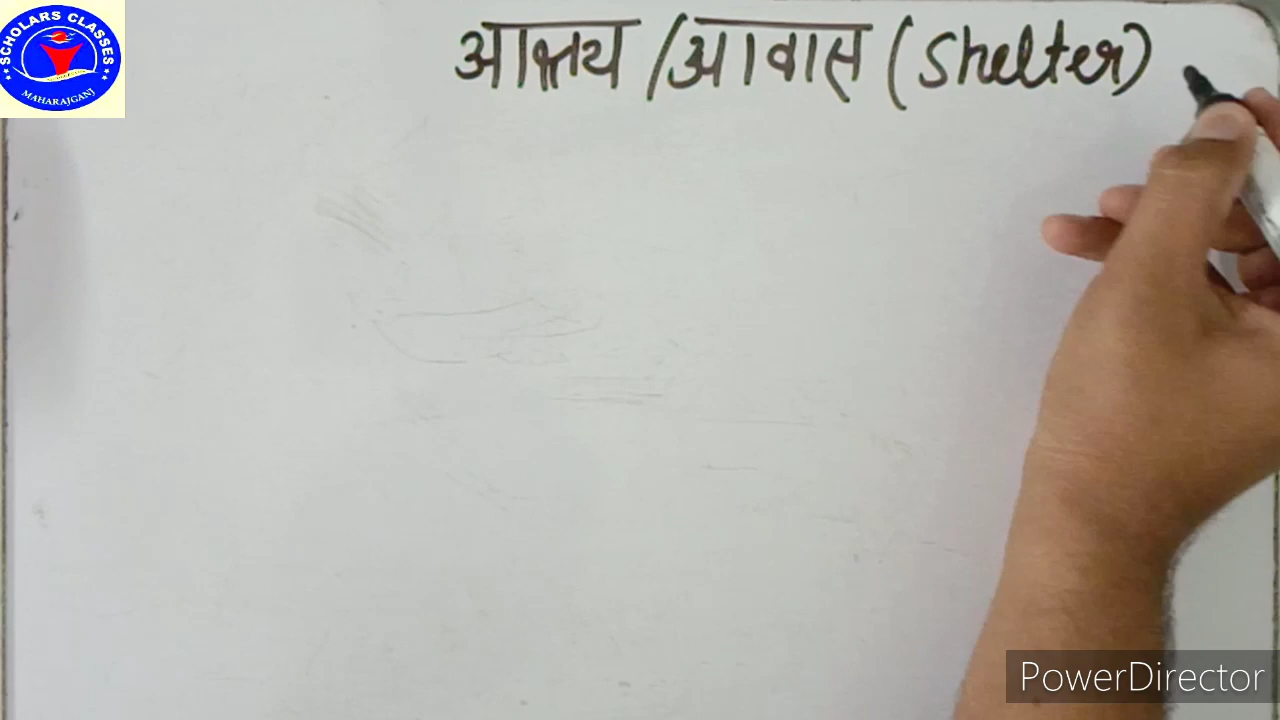 SCHOLARS CLASSES
MAHARAJGANJ
आश्रय / आवास (Shelter)
PowerDirector